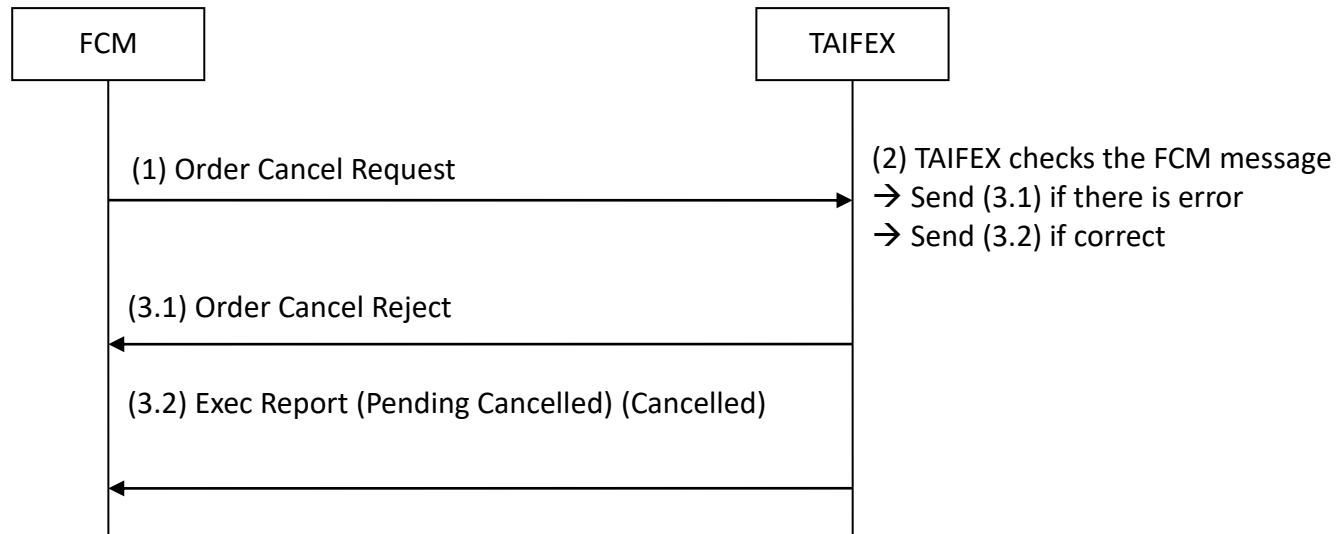 FCM
TAIFEX
(1) Order Cancel Request
(2) TAIFEX checks the FCM message
→ Send (3.1) if there is error
→ Send (3.2) if correct
(3.1) Order Cancel Reject
(3.2) Exec Report (Pending Cancelled) (Cancelled)